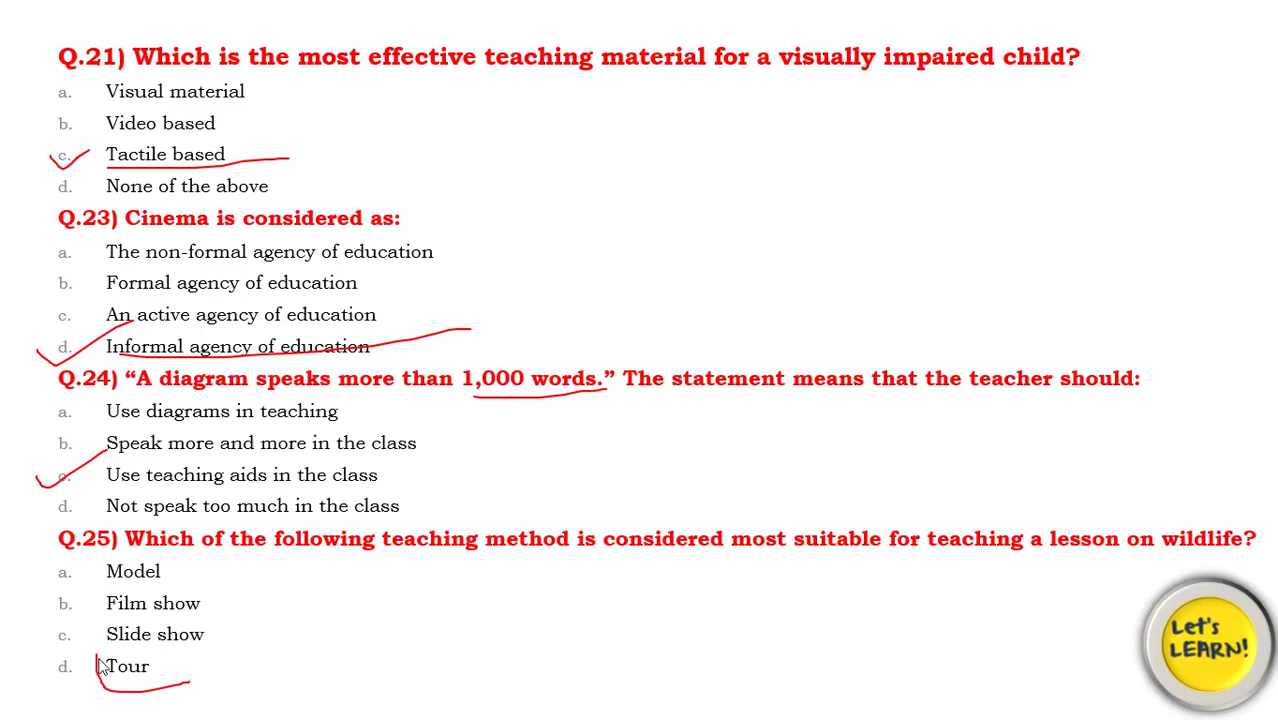 Q.21) Which is the most effective teaching material for a visually impaired child?
a. Visual material
b. Video based
c. Tactile based
d. None of the above
Q.23) Cinema is considered as:
a. The non-formal agency of education
b. Formal agency of education
c. An active agency of education
d. Informal agency of education
Q.24) “A diagram speaks more than 1,000 words.” The statement means that the teacher should:
a. Use diagrams in teaching
b. Speak more and more in the class
c. Use teaching aids in the class
d. Not speak too much in the class
Q.25) Which of the following teaching method is considered most suitable for teaching a lesson on wildlife?
a. Model
b. Film show
c. Slide show
d. Tour
Let's
LEARN!